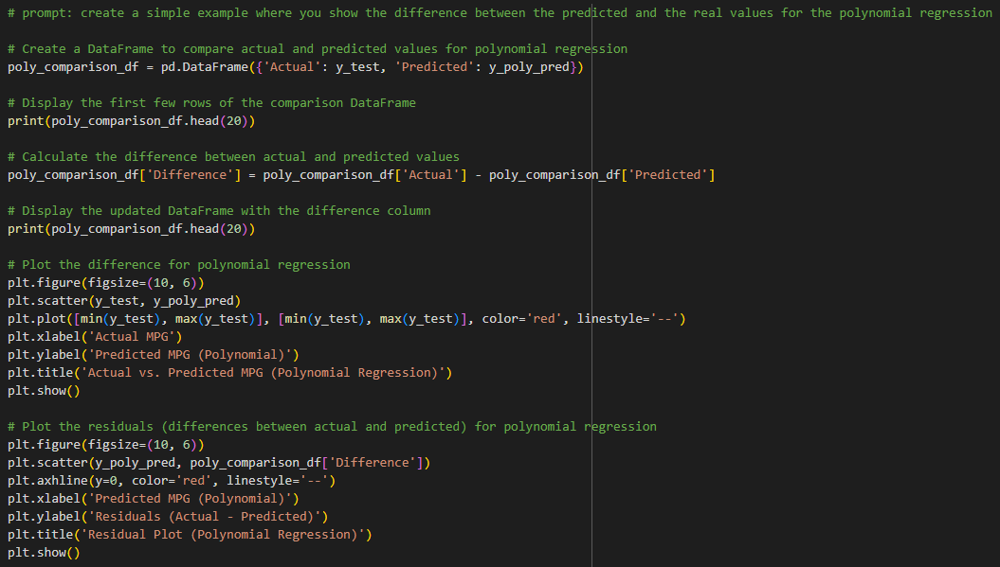 # prompt: create a simple example where you show the difference between the predicted and the real values for the polynomial regression
# Create a DataFrame to compare actual and predicted values for polynomial regression
poly_comparison_df = pd.DataFrame({'Actual': y_test, 'Predicted': y_poly_pred})
# Display the first few rows of the comparison DataFrame
print(poly_comparison_df.head(20))
# Calculate the difference between actual and predicted values
poly_comparison_df['Difference'] = poly_comparison_df['Actual'] - poly_comparison_df['Predicted']
# Display the updated DataFrame with the difference column
print(poly_comparison_df.head(20))
# Plot the difference for polynomial regression
plt.figure(figsize=(10, 6))
plt.scatter(y_test, y_poly_pred)
plt.plot([min(y_test), max(y_test)], [min(y_test), max(y_test)], color='red', linestyle='--')
plt.xlabel('Actual MPG')
plt.ylabel('Predicted MPG (Polynomial)')
plt.title('Actual vs. Predicted MPG (Polynomial Regression)')
plt.show()
# Plot the residuals (differences between actual and predicted) for polynomial regression
plt.figure(figsize=(10, 6))
plt.scatter(y_poly_pred, poly_comparison_df['Difference'])
plt.axhline(y=0, color='red', linestyle='--')
plt.xlabel('Predicted MPG (Polynomial)')
plt.ylabel('Residuals (Actual - Predicted)')
plt.title('Residual Plot (Polynomial Regression)')
plt.show()